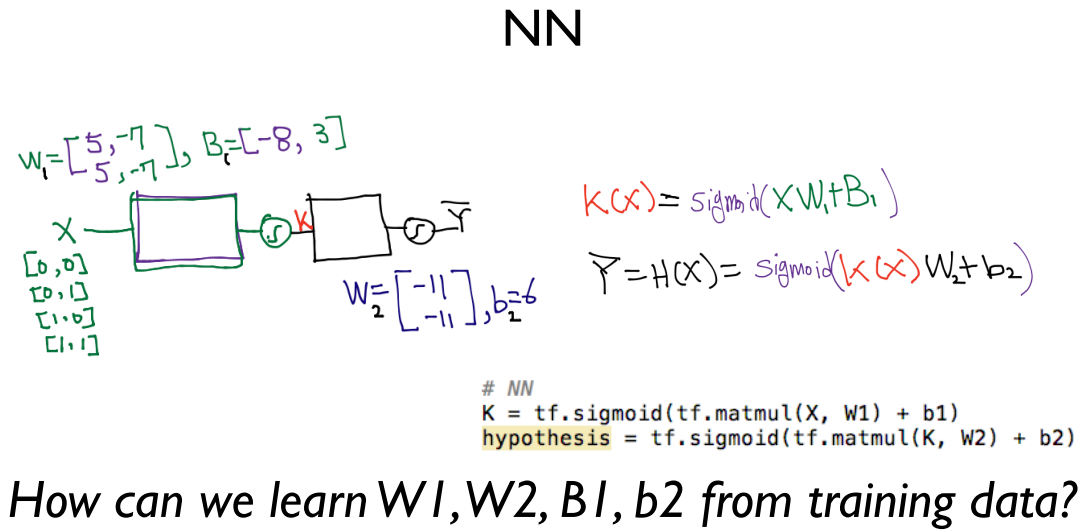 NN
W₁=[5,-7
5,-7], B₁=[-8, 3]
X
K
Y̅
[0,0]
[0,1]
[1,0]
[1,1]
W₂=[-11
-11], b₂=6
K(X)= sigmoid(XW₁+B₁)
Y̅=H(X)= sigmoid(K(X)W₂+b₂)
# NN
K = tf.sigmoid(tf.matmul(X, W1) + b1)
hypothesis = tf.sigmoid(tf.matmul(K, W2) + b2)
How can we learn W1, W2, B1, b2 from training data?